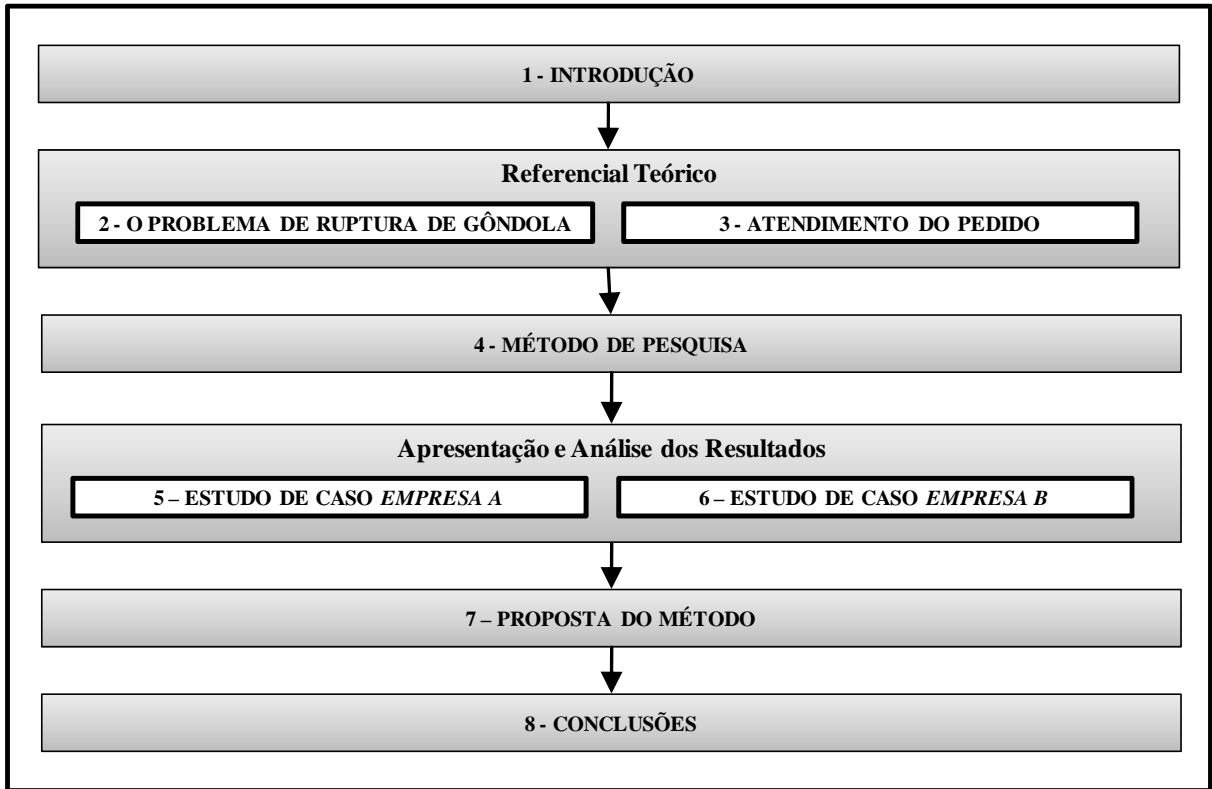 1 - INTRODUÇÃO
Referencial Teórico
2 - O PROBLEMA DE RUPTURA DE GÔNDOLA
3 - ATENDIMENTO DO PEDIDO
4 - MÉTODO DE PESQUISA
Apresentação e Análise dos Resultados
5 – ESTUDO DE CASO EMPRESA A
6 – ESTUDO DE CASO EMPRESA B
7 – PROPOSTA DO MÉTODO
8 - CONCLUSÕES